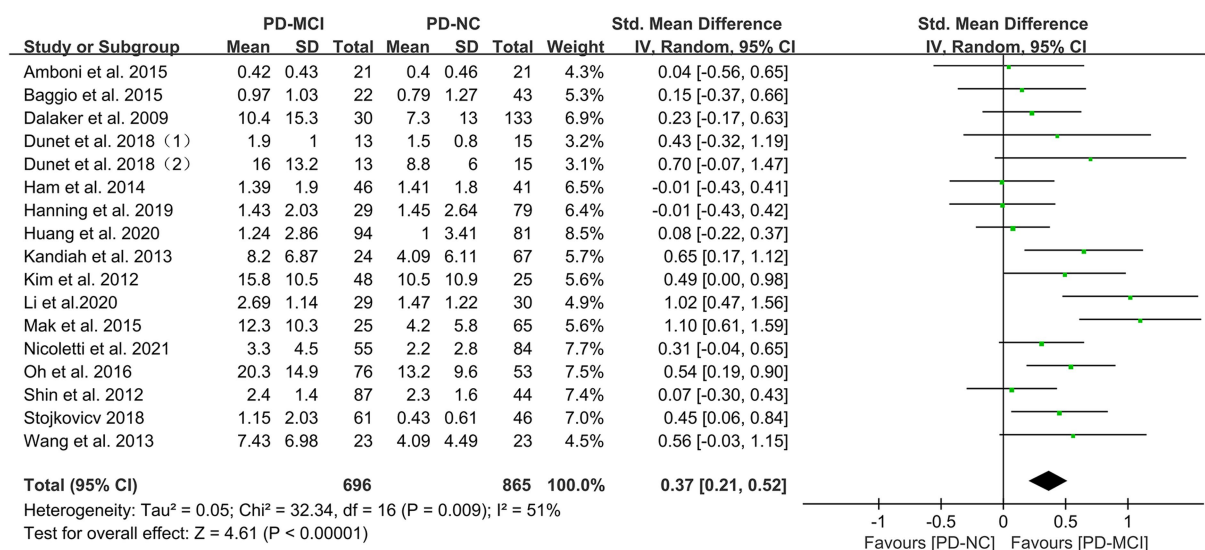 PD-MCI PD-NC Std. Mean Difference Std. Mean Difference
Study or Subgroup Mean SD Total Mean SD Total Weight IV, Random, 95% CI IV, Random, 95% CI
Amboni et al. 2015 0.42 0.43 21 0.4 0.46 21 4.3% 0.04 [-0.56, 0.65]
Baggio et al. 2015 0.97 1.03 22 0.79 1.27 43 5.3% 0.15 [-0.37, 0.66]
Dalaker et al. 2009 10.4 15.3 30 7.3 13 133 6.9% 0.23 [-0.17, 0.63]
Dunet et al. 2018（1） 1.9 1 13 1.5 0.8 15 3.2% 0.43 [-0.32, 1.19]
Dunet et al. 2018（2） 16 13.2 13 8.8 6 15 3.1% 0.70 [-0.07, 1.47]
Ham et al. 2014 1.39 1.9 46 1.41 1.8 41 6.5% -0.01 [-0.43, 0.41]
Hanning et al. 2019 1.43 2.03 29 1.45 2.64 79 6.4% -0.01 [-0.43, 0.42]
Huang et al. 2020 1.24 2.86 94 1 3.41 81 8.5% 0.08 [-0.22, 0.37]
Kandiah et al. 2013 8.2 6.87 24 4.09 6.11 67 5.7% 0.65 [0.17, 1.12]
Kim et al. 2012 15.8 10.5 48 10.5 10.9 25 5.6% 0.49 [0.00, 0.98]
Li et al.2020 2.69 1.14 29 1.47 1.22 30 4.9% 1.02 [0.47, 1.56]
Mak et al. 2015 12.3 10.3 25 4.2 5.8 65 5.6% 1.10 [0.61, 1.59]
Nicoletti et al. 2021 3.3 4.5 55 2.2 2.8 84 7.7% 0.31 [-0.04, 0.65]
Oh et al. 2016 20.3 14.9 76 13.2 9.6 53 7.5% 0.54 [0.19, 0.90]
Shin et al. 2012 2.4 1.4 87 2.3 1.6 44 7.3% 0.07 [-0.30, 0.43]
Stojkovicv 2018 1.15 2.03 61 0.43 0.61 46 7.0% 0.45 [0.06, 0.84]
Wang et al. 2013 7.43 6.98 23 4.09 4.49 23 4.5% 0.56 [-0.03, 1.15]
Total (95% CI) 696 865 100.0% 0.37 [0.21, 0.52]
Heterogeneity: Tau² = 0.05; Chi² = 32.34, df = 16 (P = 0.009); I² = 51%
Test for overall effect: Z = 4.61 (P < 0.00001)
-1 -0.5 0 0.5 1
Favours [PD-NC] Favours [PD-MCI]